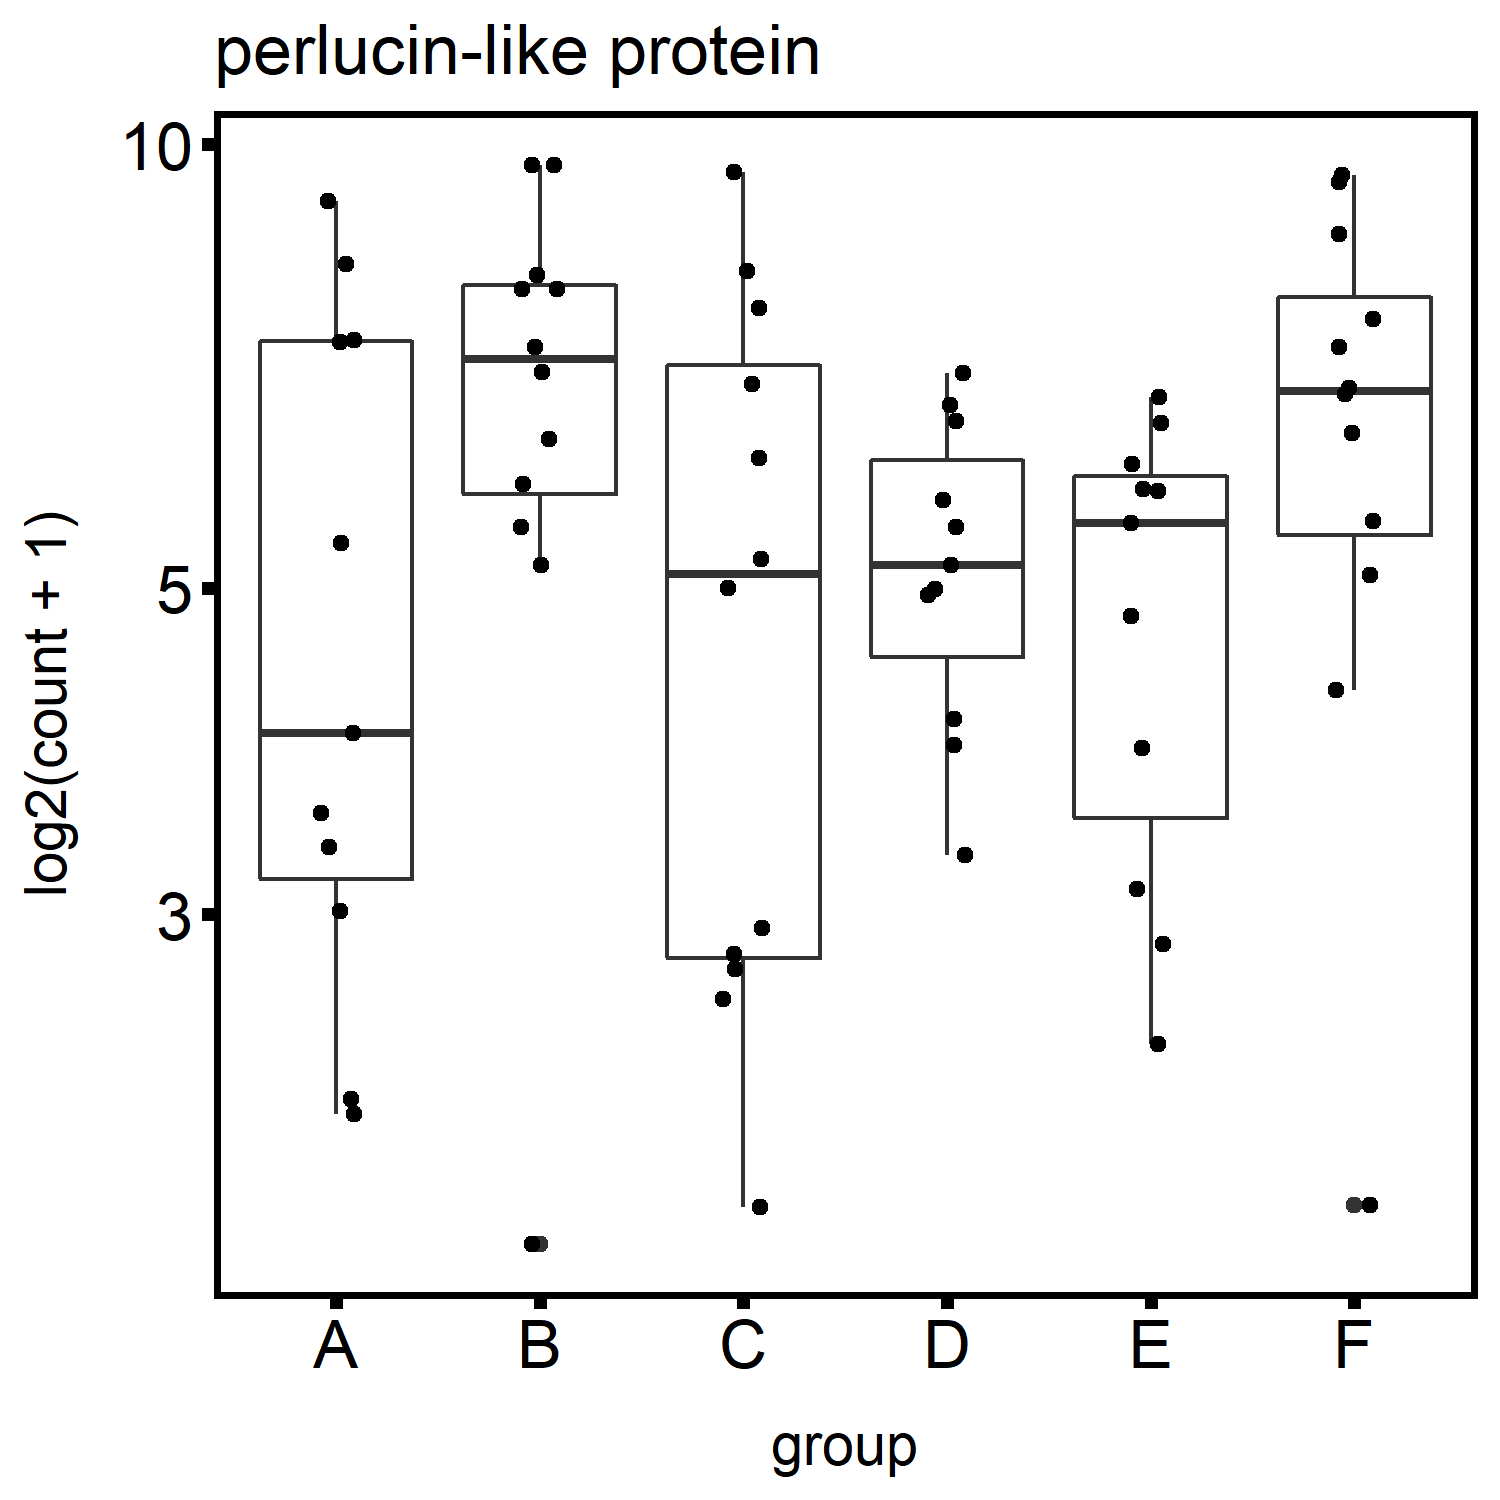 perlucin-like protein
10
5
3
log2(count + 1)
A B C D E F
group